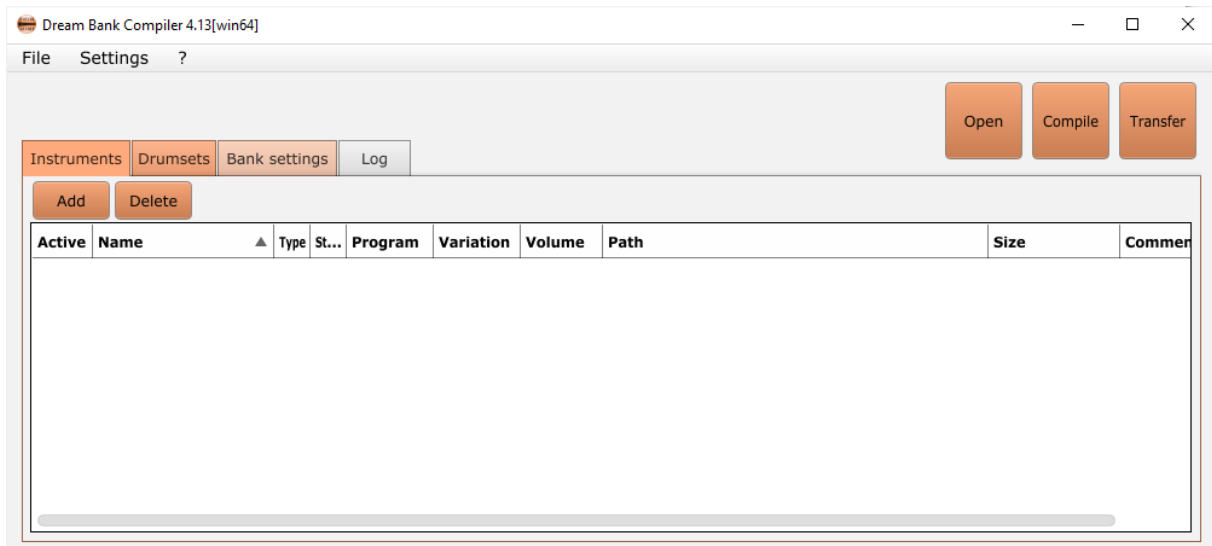 Dream Bank Compiler 4.13[win64]
File Settings ?
Open Compile Transfer
Instruments Drumsets Bank settings Log
Add Delete
Active Name Type St... Program Variation Volume Path Size Commen